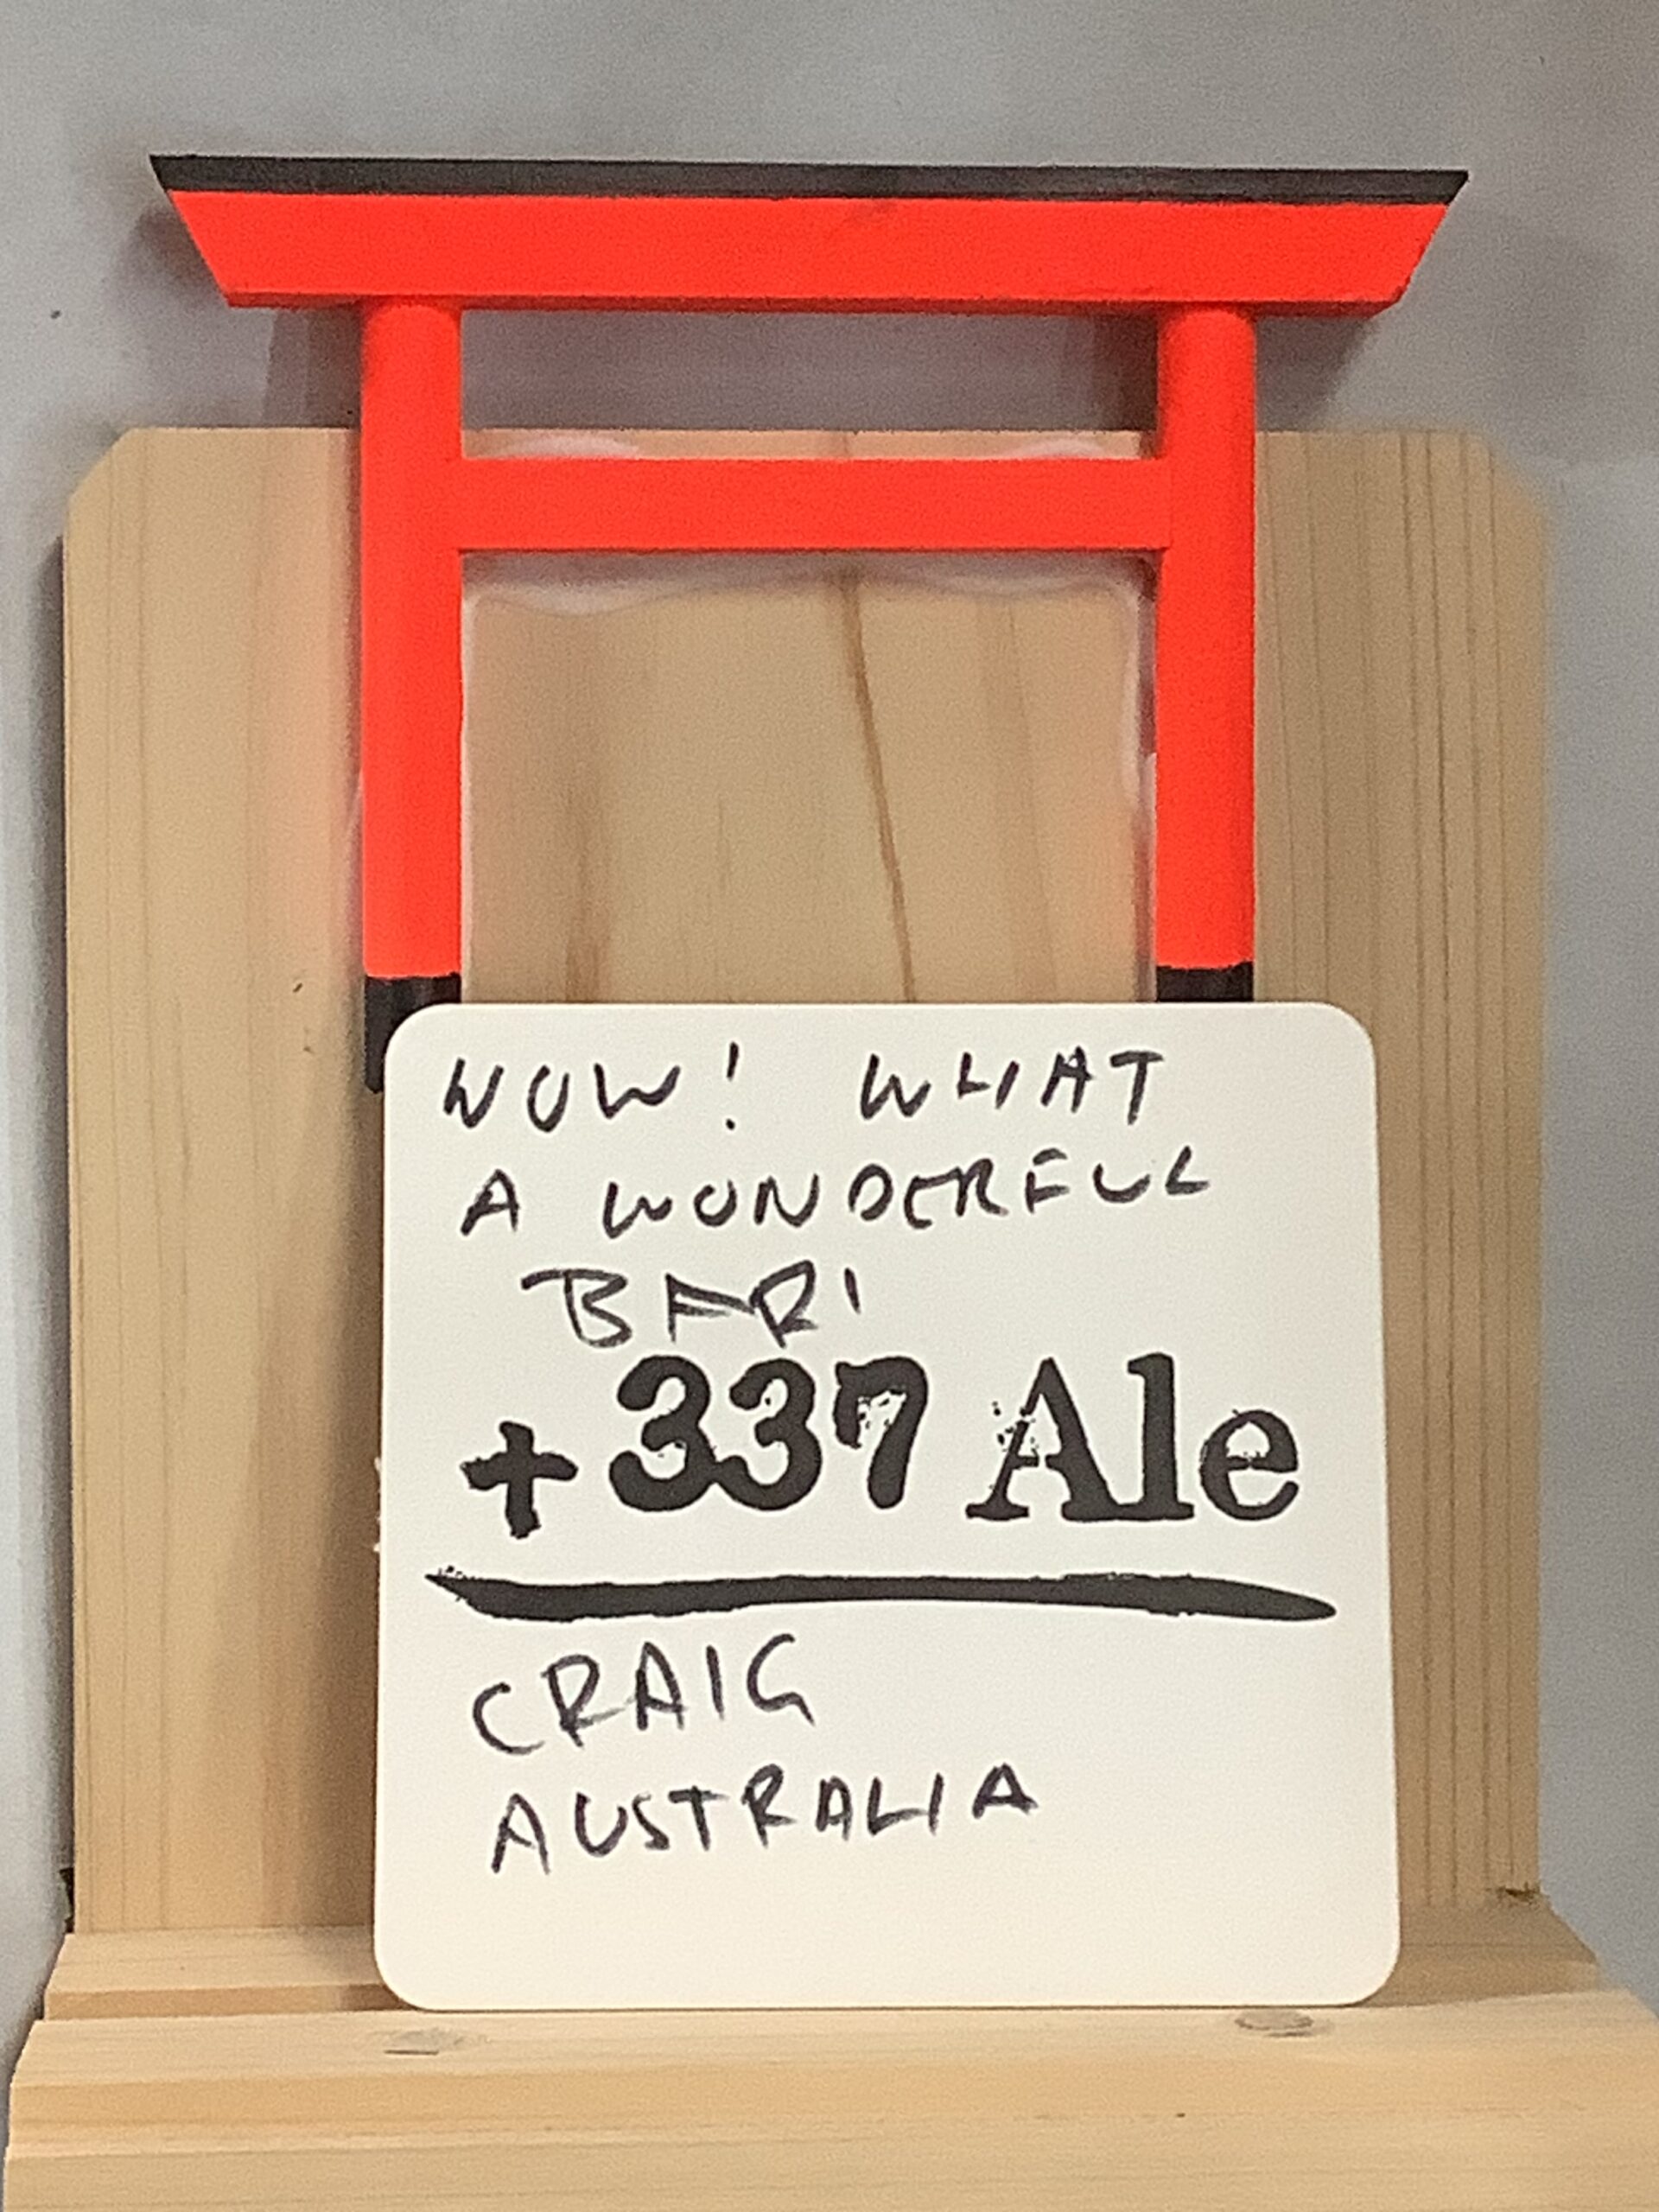 WOW! WHAT
A WONDERFUL
BAR!
+337 Ale
CRAIG
AUSTRALIA